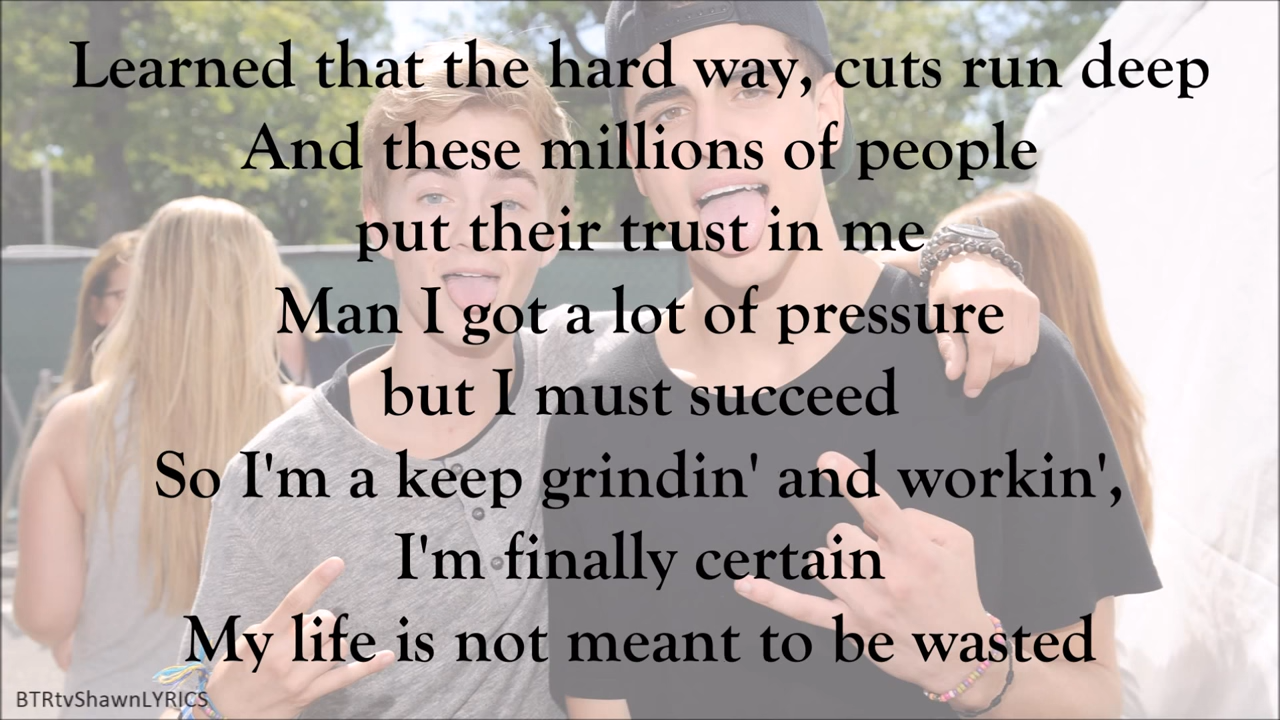 Learned that the hard way, cuts run deep
And these millions of people
put their trust in me
Man I got a lot of pressure
but I must succeed
So I'm a keep grindin' and workin',
I'm finally certain
My life is not meant to be wasted
BTRtvShawnLYRICS